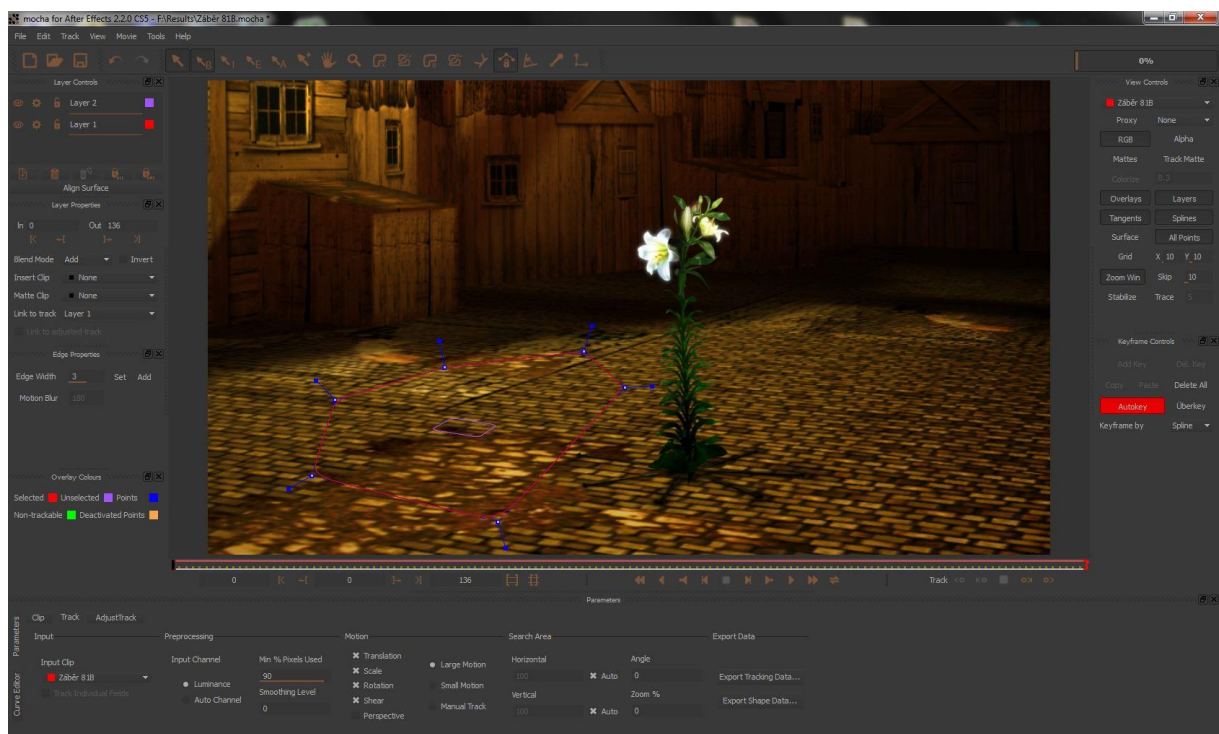 mocha for After Effects 2.2.0 CS5 - F:\Results\Záběr 81B.mocha *
File Edit Track View Movie Tools Help
0%
Layer Controls
Layer 2
Layer 1
Align Surface
Layer Properties
In 0 Out 136
Blend Mode Add Invert
Insert Clip None
Matte Clip None
Link to track Layer 1
Link to adjusted track
Edge Properties
Edge Width 3 Set Add
Motion Blur 180
Overlay Colours
Selected Unselected Points
Non-trackable Deactivated Points
View Controls
Záběr 81B
Proxy None
RGB Alpha
Mattes Track Matte
Colorize 0.3
Overlays Layers
Tangents Splines
Surface All Points
Grid X 10 Y 10
Zoom Win Skip 10
Stabilize Trace 5
Keyframe Controls
Add Key Del. Key
Copy Paste Delete All
Autokey Überkey
Keyframe by Spline
0 0 136 Track
Parameters
Parameters
Curve Editor
Clip Track AdjustTrack
Input
Input Clip
Záběr 81B
Track Individual Fields
Preprocessing
Input Channel
Luminance
Auto Channel
Min % Pixels Used
90
Smoothing Level
0
Motion
Translation
Scale
Rotation
Shear
Perspective
Large Motion
Small Motion
Manual Track
Search Area
Horizontal
100 Auto
Vertical
100 Auto
Angle
0
Zoom %
0
Export Data
Export Tracking Data...
Export Shape Data...